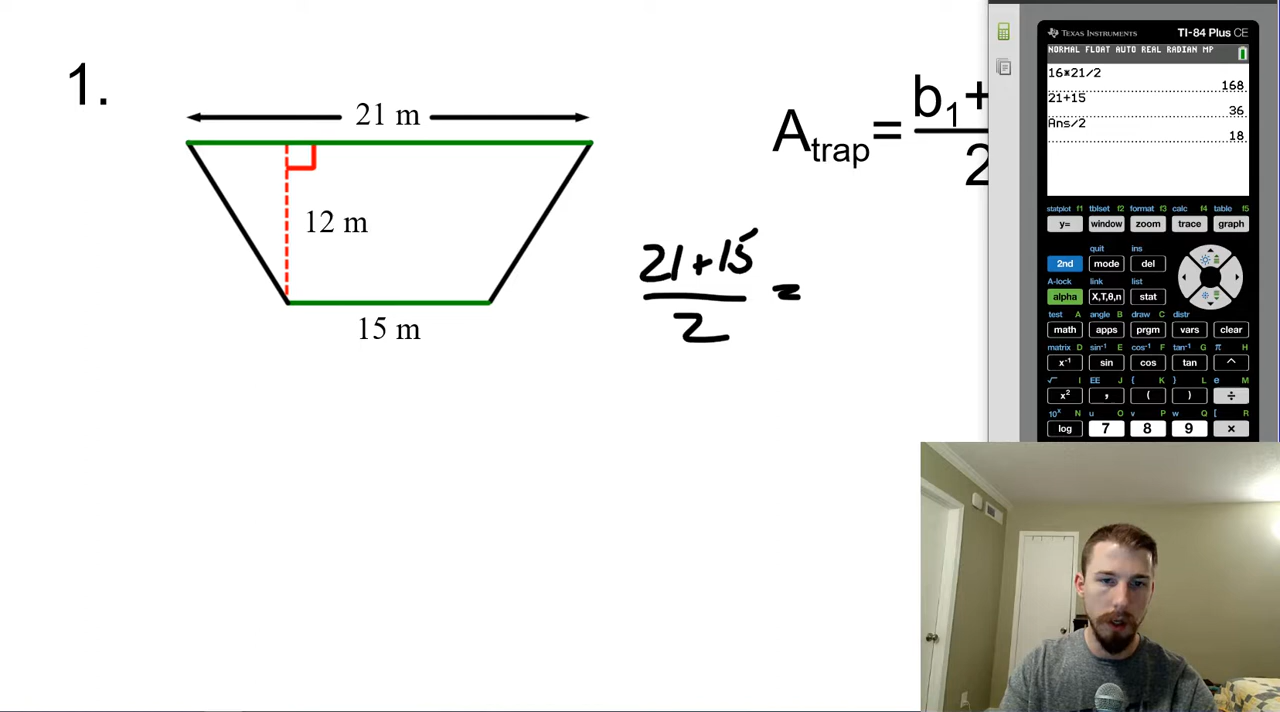 1.
21 m
12 m
15 m
21+15
2
=
A trap = b1+
2
TEXAS INSTRUMENTS TI-84 Plus CE
NORMAL FLOAT AUTO REAL RADIAN MP
16*21/2
168
21+15
36
Ans/2
18
statplot f1 tblset f2 format f3 calc f4 table f5
y= window zoom trace graph
quit ins
2nd mode del
A-lock link list
alpha X,T,θ,n stat
test A angle B draw C distr
math apps prgm vars clear
matrix D sin⁻¹ E cos⁻¹ F tan⁻¹ G π H
x⁻¹ sin cos tan ^
√ I EE J { K } L e M
x² , ( ) ÷
10ˣ N u O v P w Q [ R
log 7 8 9 ×